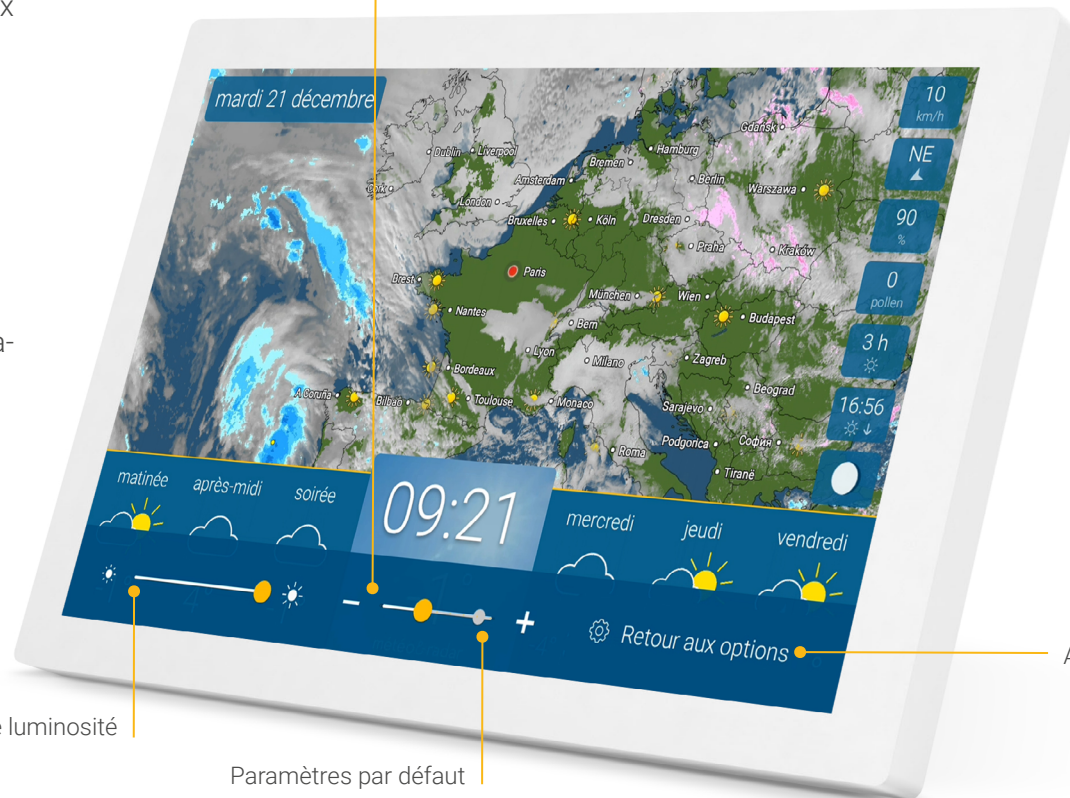 x
mardi 21 décembre
10
km/h
NE
90
%
0
pollen
3 h
16:56
Gdańsk
Dublin
Liverpool
Hamburg
Bremen
Cork
Amsterdam
Berlin
Warszawa
London
Bruxelles
Köln
Dresden
Praha
Kraków
Paris
Brest
München
Wien
Nantes
Bern
Budapest
Lyon
Milano
Zagreb
Bordeaux
Beograd
A Coruña
Bilbao
Toulouse
Monaco
Sarajevo
Roma
Podgorica
София
Tiranë
a-
matinée
après-midi
soirée
09:21
mercredi
jeudi
vendredi
− +
Retour aux options
A
e luminosité
Paramètres par défaut